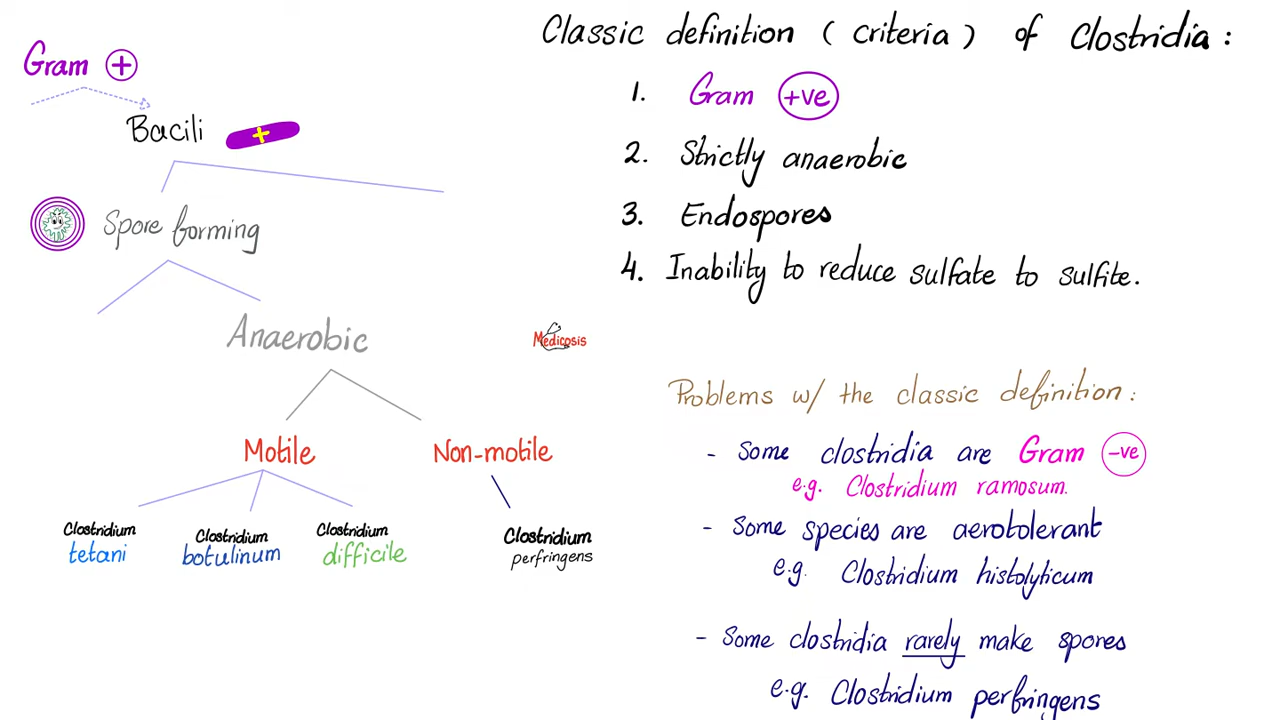 Gram +
Bacili +
Spore forming
Anaerobic
Motile
Non-motile
Clostridium
tetani
Clostridium
botulinum
Clostridium
difficile
Clostridium
perfringens
Medicosis
Classic definition ( criteria ) of Clostridia :
1. Gram +ve
2. Strictly anaerobic
3. Endospores
4. Inability to reduce sulfate to sulfite.
Problems w/ the classic definition :
- Some clostridia are Gram -ve
e.g. Clostridium ramosum.
- Some species are aerotolerant
e.g. Clostridium histolyticum
- Some clostridia rarely make spores
e.g. Clostridium perfringens